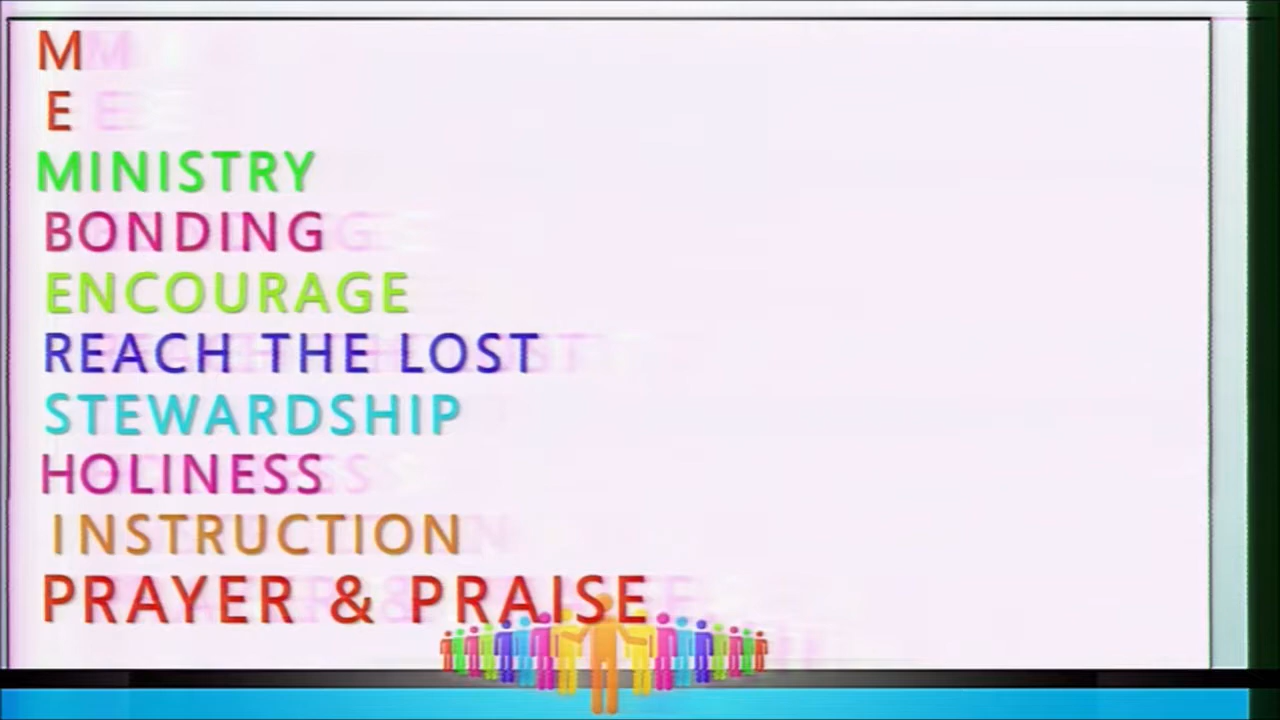 M
E
MINISTRY
BONDING
ENCOURAGE
REACH THE LOST
STEWARDSHIP
HOLINESS
INSTRUCTION
PRAYER & PRAISE